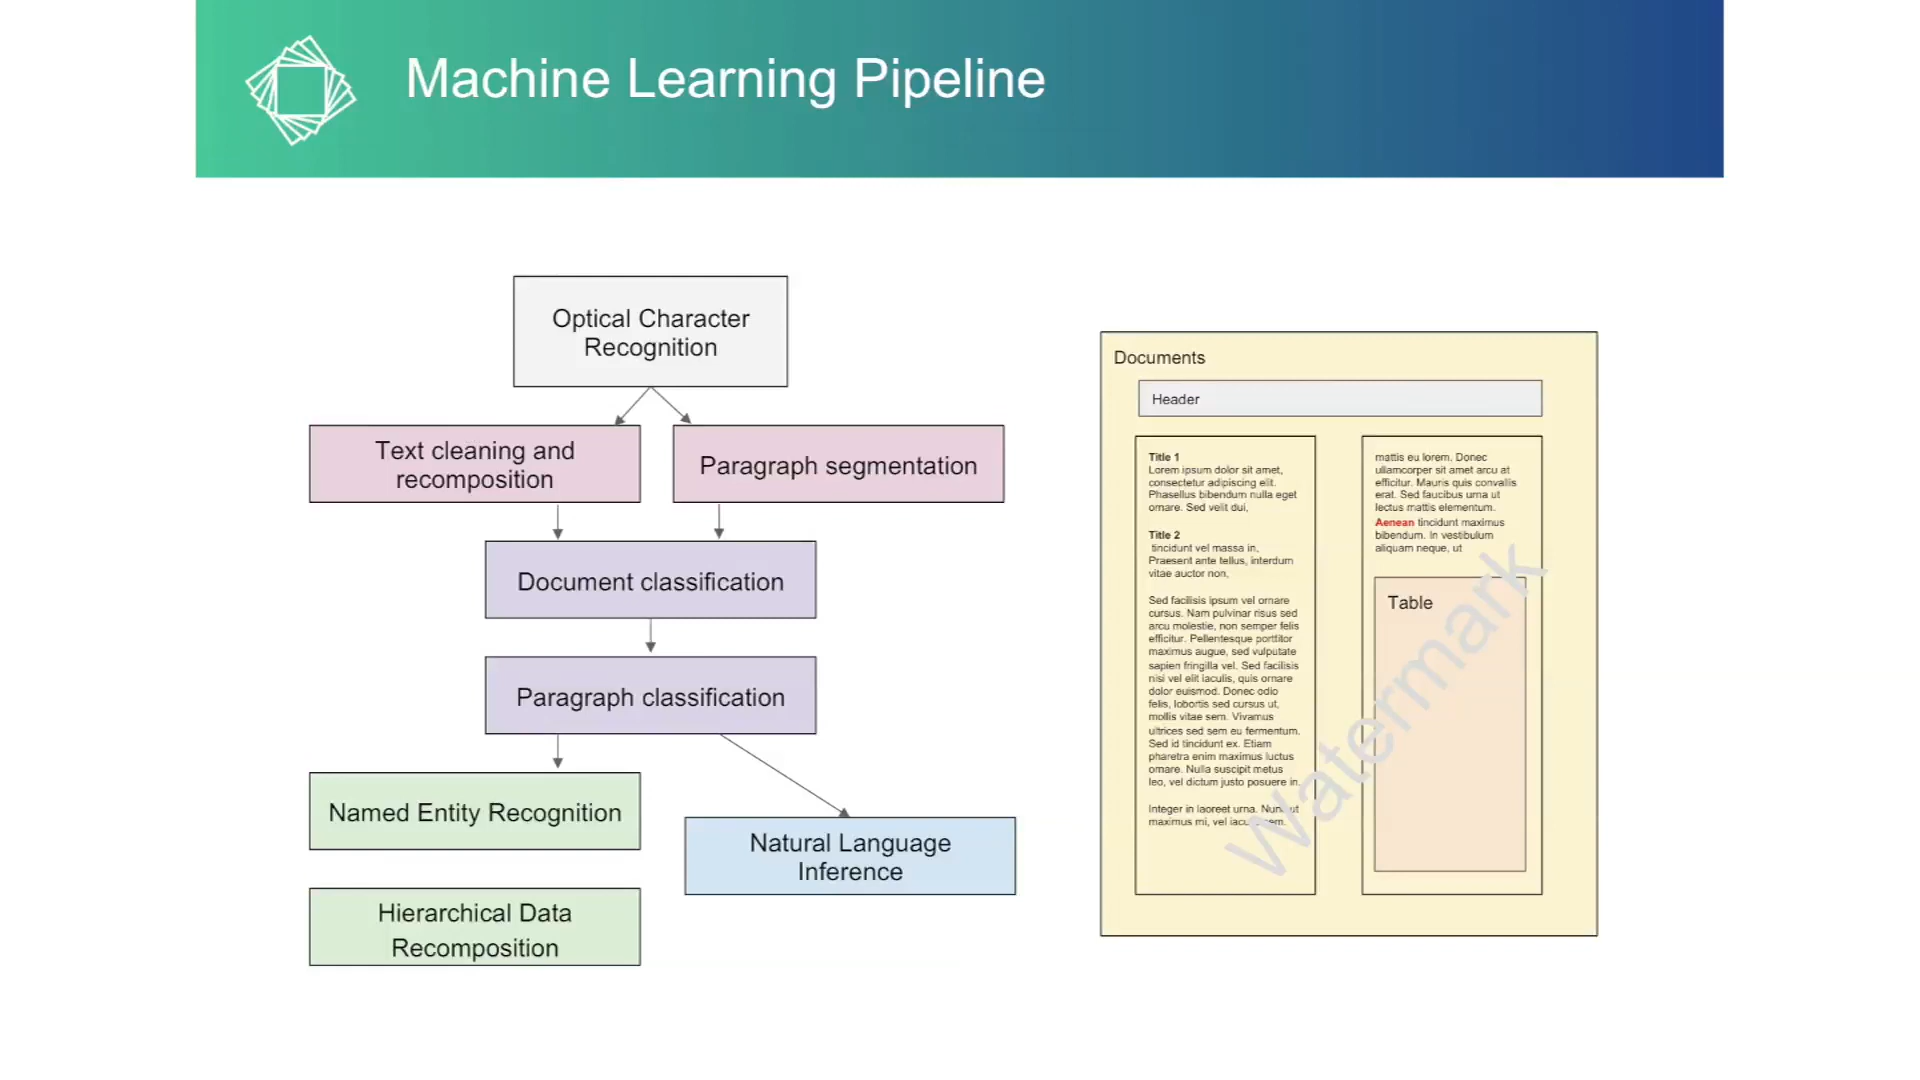 Machine Learning Pipeline
Optical Character
Recognition
Text cleaning and
recomposition
Paragraph segmentation
Document classification
Paragraph classification
Named Entity Recognition
Natural Language
Inference
Hierarchical Data
Recomposition
Documents
Header
Title 1
Lorem ipsum dolor sit amet,
consectetur adipiscing elit.
Phasellus bibendum nulla eget
ornare. Sed velit dui,
Title 2
tincidunt vel massa in,
Praesent ante tellus, interdum
vitae auctor non,
Sed facilisis ipsum vel ornare
cursus. Nam pulvinar risus sed
arcu molestie, non semper felis
efficitur. Pellentesque porttitor
maximus augue, sed vulputate
sapien fringilla vel. Sed facilisis
nisi vel elit iaculis, quis ornare
dolor euismod. Donec odio
felis, lobortis sed cursus ut,
mollis vitae sem. Vivamus
ultrices sed sem eu fermentum.
Sed id tincidunt ex. Etiam
pharetra enim maximus luctus
ornare. Nulla suscipit metus
leo, vel dictum justo posuere in.
Integer in laoreet urna. ut
maximus mi, vel sem.
mattis eu lorem. Donec
ullamcorper sit amet arcu at
efficitur. Mauris quis convallis
erat. Sed faucibus urna ut
lectus mattis elementum.
Aenean tincidunt maximus
bibendum. In vestibulum
aliquam neque, ut
Table
Watermark